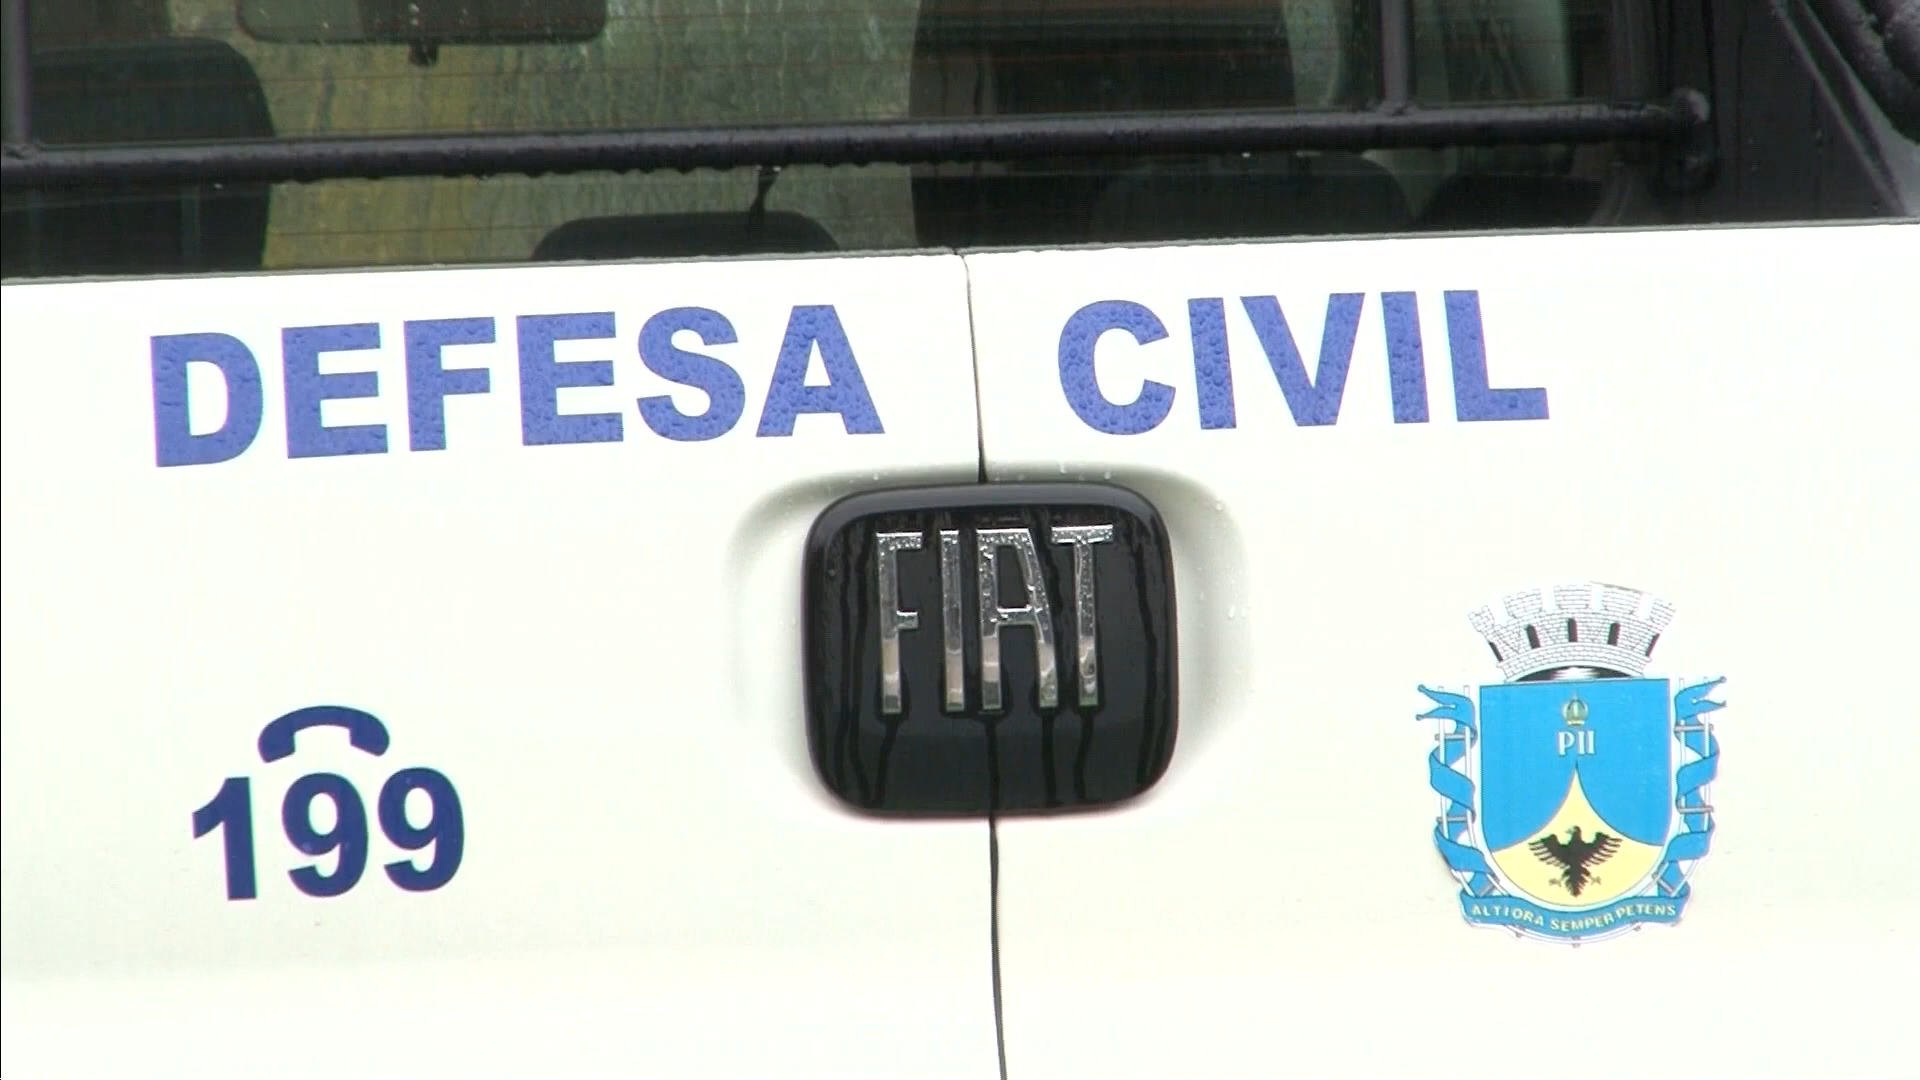 DEFESA CIVIL
FIAT
199
PII
ALTIORA SEMPER PETENS